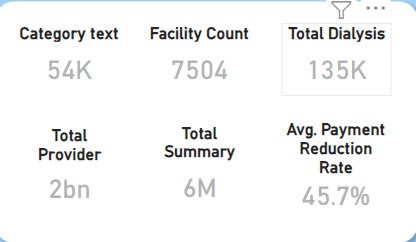 Category text
54K
Facility Count
7504
Total Dialysis
135K
Total
Provider
2bn
Total
Summary
6M
Avg. Payment
Reduction
Rate
45.7%